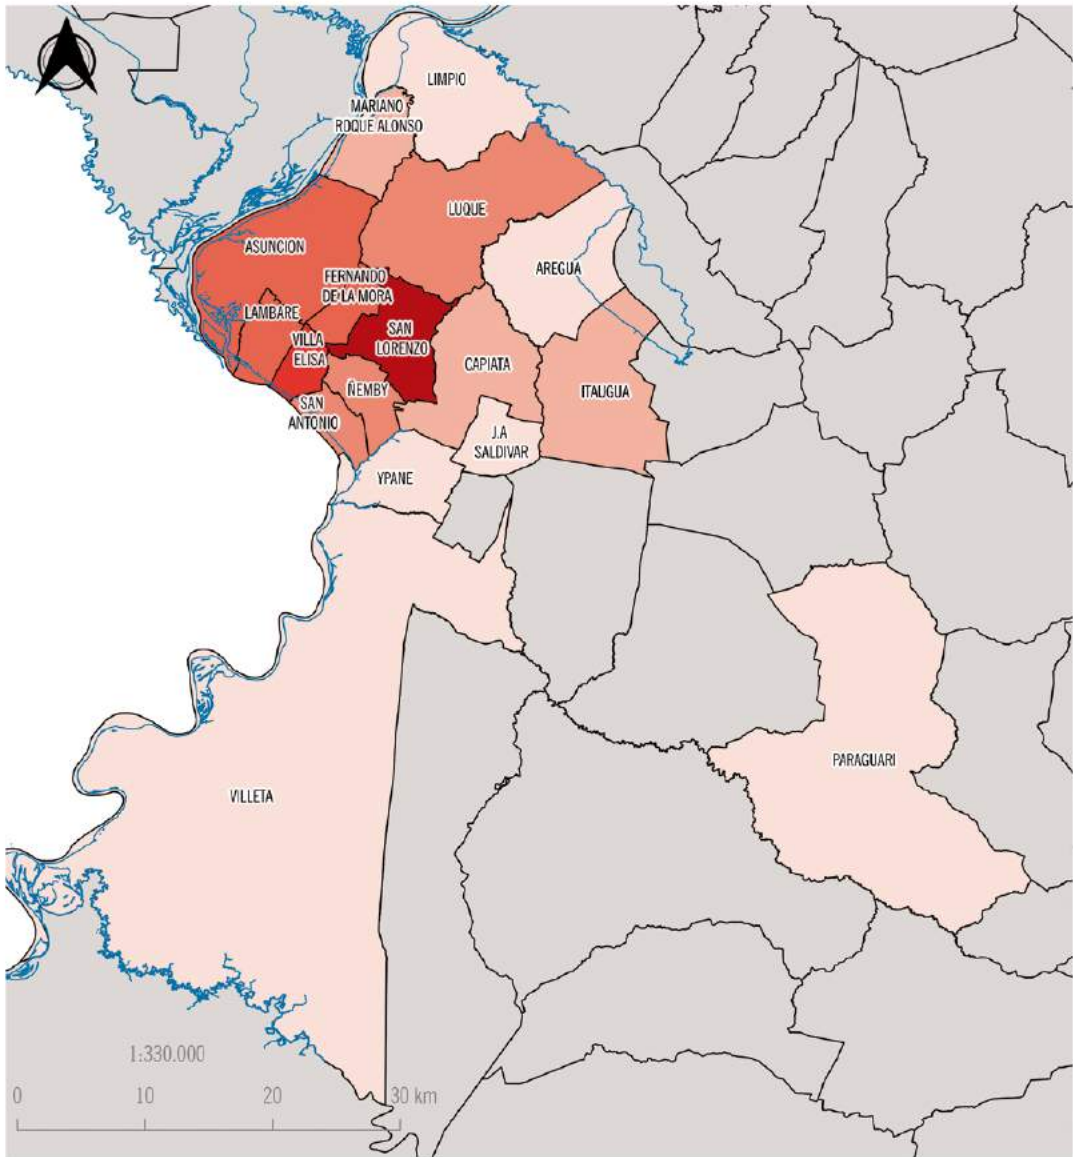 LIMPIO
MARIANO
ROQUE ALONSO
LUQUE
ASUNCION
AREGUA
FERNANDO
DE LA MORA
LAMBARE
VILLA
ELISA
SAN
LORENZO
CAPIATA
ITAUGUA
ÑEMBY
SAN
ANTONIO
J.A
SALDIVAR
YPANE
PARAGUARI
VILLETA
1:330.000
0 10 20 30 km